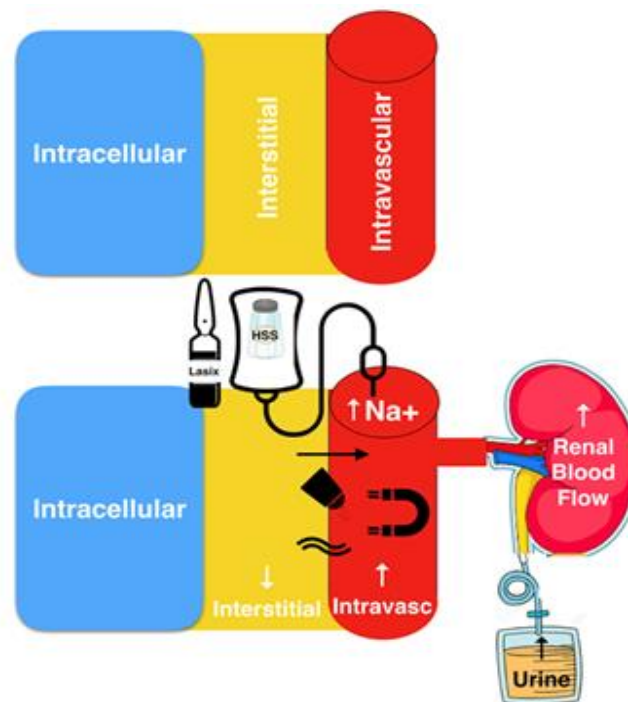 Intracellular
Interstitial
Intravascular
Lasix
HSS
↑Na+
Intracellular
↓
Interstitial
↑
Intravasc
↑
Renal
Blood
Flow
↑
Urine